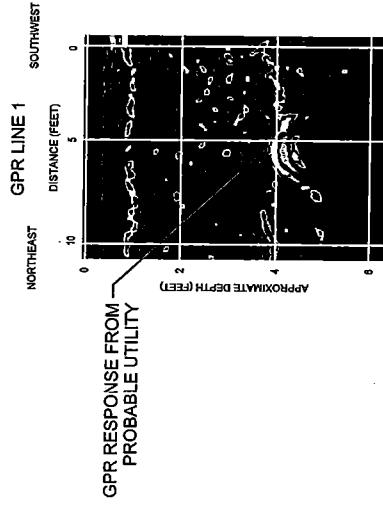 GPR LINE 1
NORTHEAST
SOUTHWEST
DISTANCE (FEET)
10
5
0
0
2
4
6
APPROXIMATE DEPTH (FEET)
GPR RESPONSE FROM
PROBABLE UTILITY